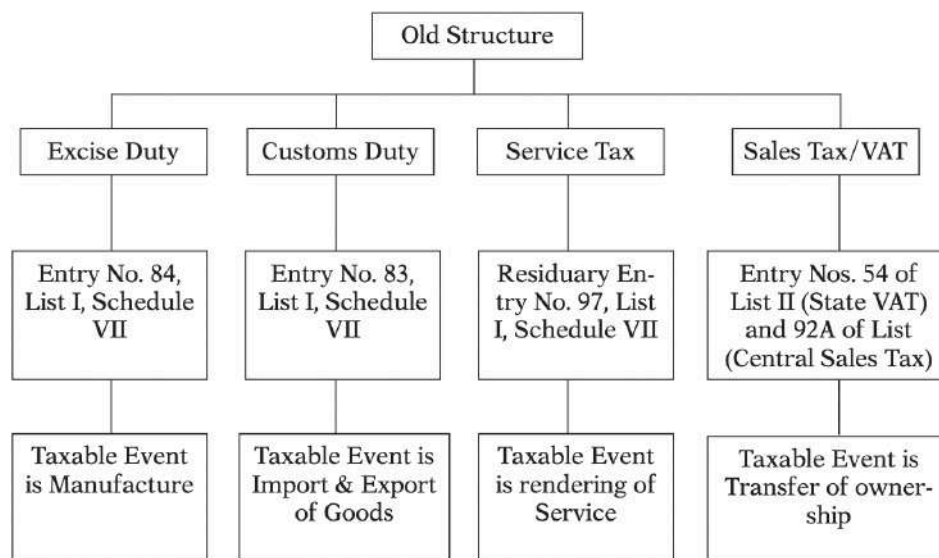 Old Structure
Excise Duty
Customs Duty
Service Tax
Sales Tax/VAT
Entry No. 84,
List I, Schedule
VII
Entry No. 83,
List I, Schedule
VII
Residuary En-
try No. 97, List
I, Schedule VII
Entry Nos. 54 of
List II (State VAT)
and 92A of List
(Central Sales Tax)
Taxable Event
is Manufacture
Taxable Event is
Import & Export
of Goods
Taxable Event
is rendering of
Service
Taxable Event is
Transfer of owner-
ship